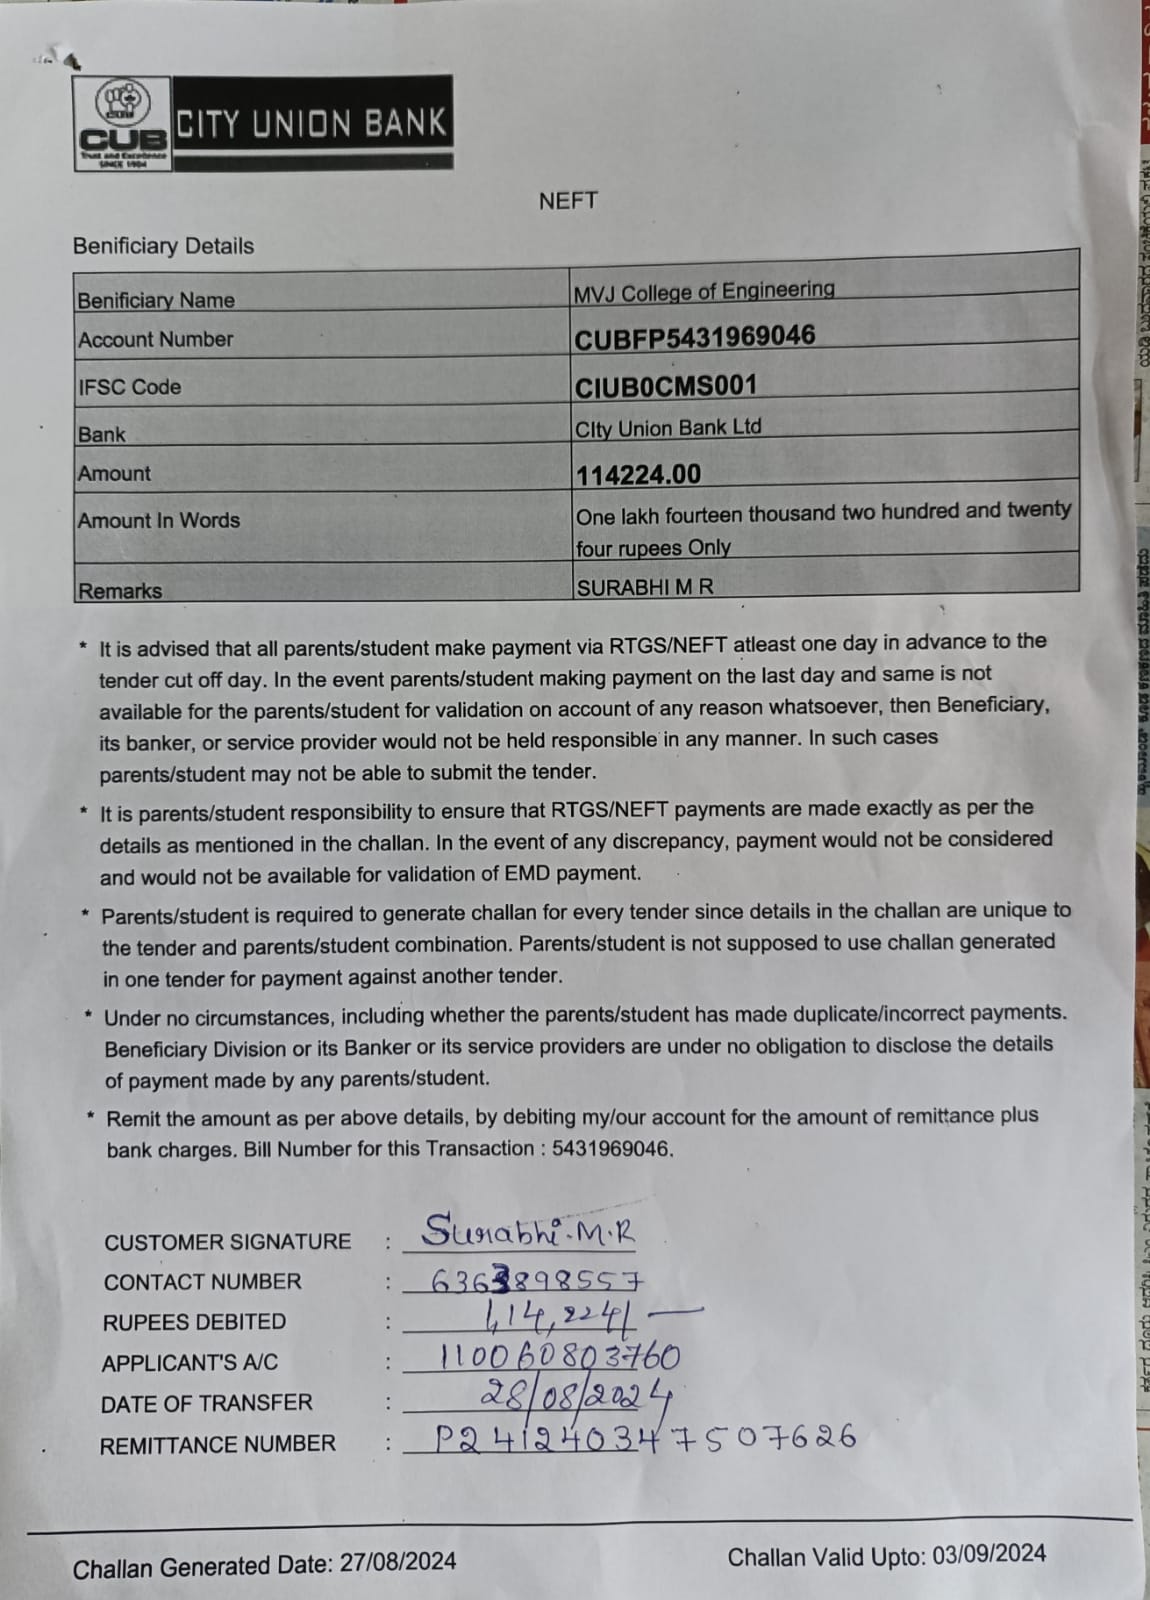 CUB
Trust and Excellence
SINCE 1904
CITY UNION BANK
NEFT
Benificiary Details
Benificiary Name MVJ College of Engineering
Account Number CUBFP5431969046
IFSC Code CIUB0CMS001
Bank CIty Union Bank Ltd
Amount 114224.00
Amount In Words One lakh fourteen thousand two hundred and twenty
four rupees Only
Remarks SURABHI M R
* It is advised that all parents/student make payment via RTGS/NEFT atleast one day in advance to the
tender cut off day. In the event parents/student making payment on the last day and same is not
available for the parents/student for validation on account of any reason whatsoever, then Beneficiary,
its banker, or service provider would not be held responsible in any manner. In such cases
parents/student may not be able to submit the tender.
* It is parents/student responsibility to ensure that RTGS/NEFT payments are made exactly as per the
details as mentioned in the challan. In the event of any discrepancy, payment would not be considered
and would not be available for validation of EMD payment.
* Parents/student is required to generate challan for every tender since details in the challan are unique to
the tender and parents/student combination. Parents/student is not supposed to use challan generated
in one tender for payment against another tender.
* Under no circumstances, including whether the parents/student has made duplicate/incorrect payments.
Beneficiary Division or its Banker or its service providers are under no obligation to disclose the details
of payment made by any parents/student.
* Remit the amount as per above details, by debiting my/our account for the amount of remittance plus
bank charges. Bill Number for this Transaction : 5431969046.
CUSTOMER SIGNATURE : Surabhi.M.R
CONTACT NUMBER : 6363898557
RUPEES DEBITED : 1,14,224/-
APPLICANT'S A/C : 110060803760
DATE OF TRANSFER : 28/08/2024
REMITTANCE NUMBER : P241240347507626
Challan Generated Date: 27/08/2024 Challan Valid Upto: 03/09/2024